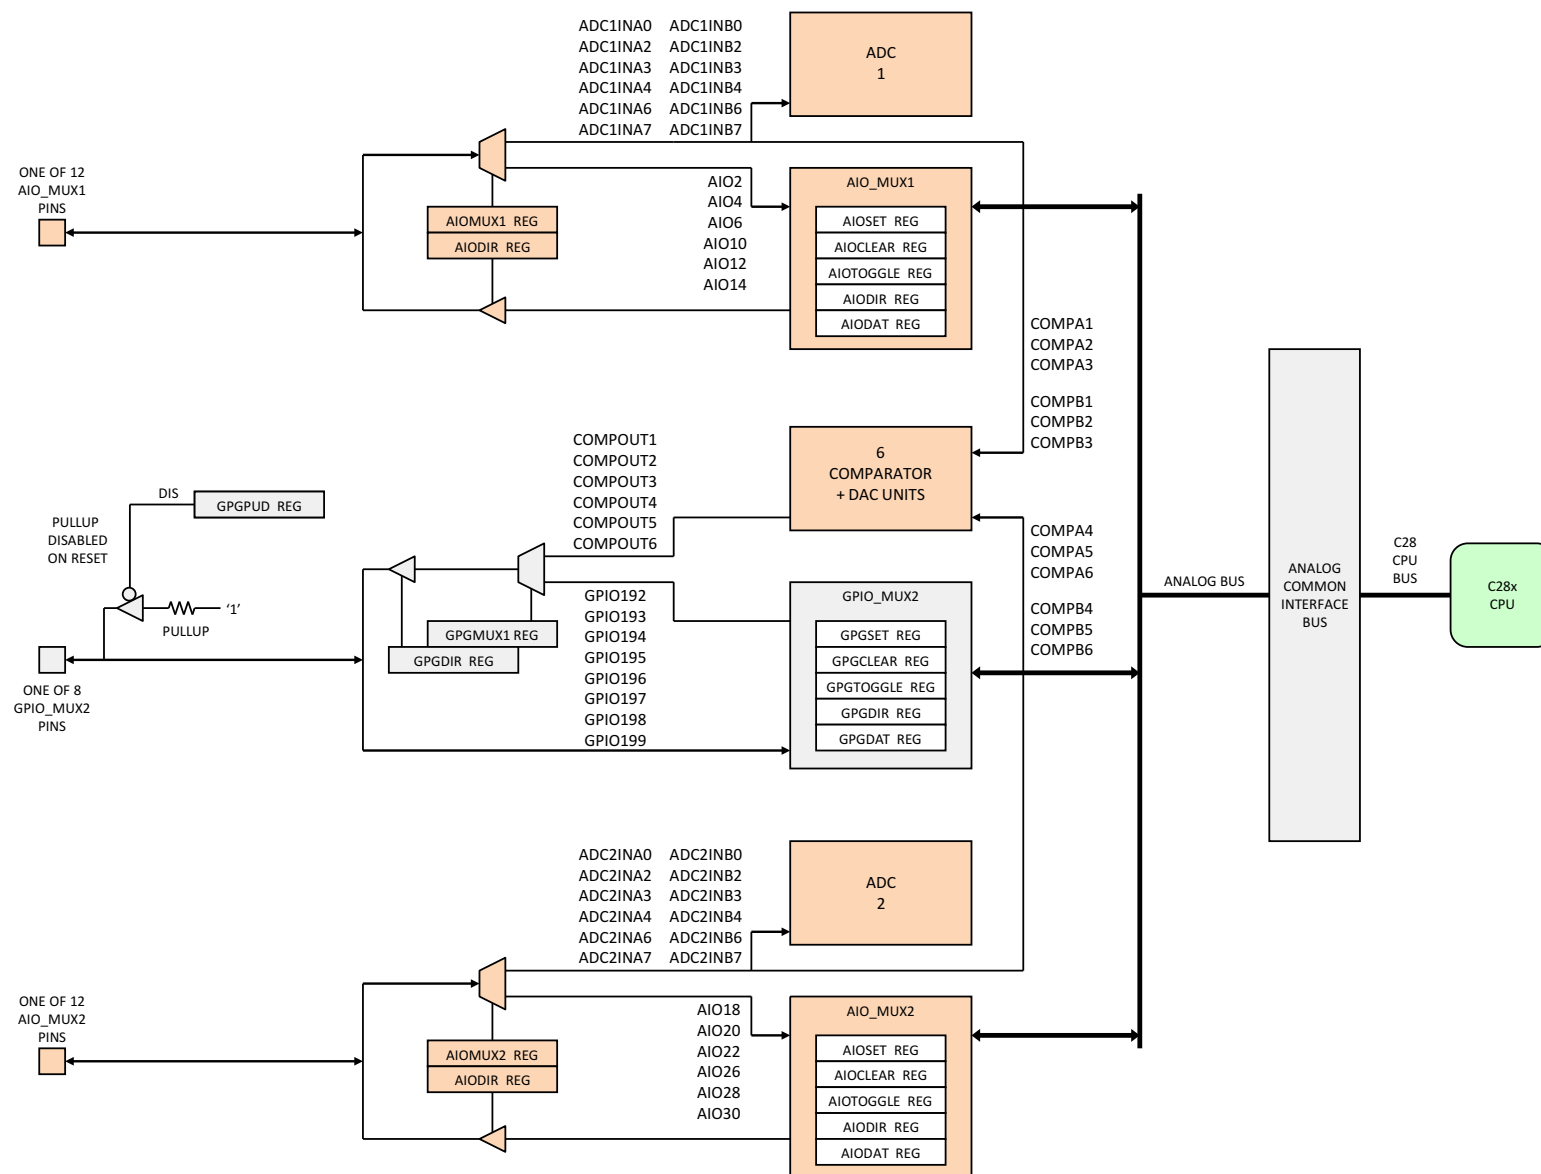 ADC1INA0 ADC1INB0
ADC1INA2 ADC1INB2
ADC1INA3 ADC1INB3
ADC1INA4 ADC1INB4
ADC1INA6 ADC1INB6
ADC1INA7 ADC1INB7
ADC
1
ONE OF 12
AIO_MUX1
PINS
AIOMUX1 REG
AIODIR REG
AIO2
AIO4
AIO6
AIO10
AIO12
AIO14
AIO_MUX1
AIOSET REG
AIOCLEAR REG
AIOTOGGLE REG
AIODIR REG
AIODAT REG
COMPA1
COMPA2
COMPA3
COMPB1
COMPB2
COMPB3
COMPOUT1
COMPOUT2
COMPOUT3
COMPOUT4
COMPOUT5
COMPOUT6
6
COMPARATOR
+ DAC UNITS
DIS
GPGPUD REG
PULLUP
DISABLED
ON RESET
'1'
PULLUP
ONE OF 8
GPIO_MUX2
PINS
GPGMUX1 REG
GPGDIR REG
GPIO192
GPIO193
GPIO194
GPIO195
GPIO196
GPIO197
GPIO198
GPIO199
GPIO_MUX2
GPGSET REG
GPGCLEAR REG
GPGTOGGLE REG
GPGDIR REG
GPGDAT REG
COMPA4
COMPA5
COMPA6
COMPB4
COMPB5
COMPB6
ANALOG BUS
ANALOG
COMMON
INTERFACE
BUS
C28
CPU
BUS
C28x
CPU
ADC2INA0 ADC2INB0
ADC2INA2 ADC2INB2
ADC2INA3 ADC2INB3
ADC2INA4 ADC2INB4
ADC2INA6 ADC2INB6
ADC2INA7 ADC2INB7
ADC
2
ONE OF 12
AIO_MUX2
PINS
AIOMUX2 REG
AIODIR REG
AIO18
AIO20
AIO22
AIO26
AIO28
AIO30
AIO_MUX2
AIOSET REG
AIOCLEAR REG
AIOTOGGLE REG
AIODIR REG
AIODAT REG